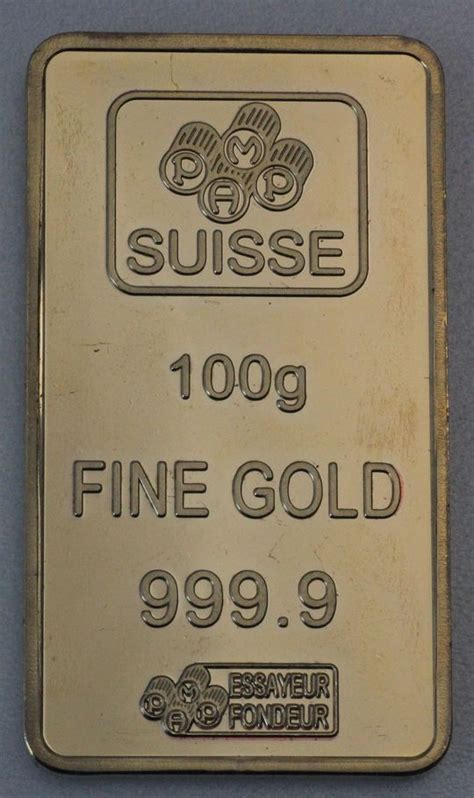 PAMP
SUISSE
100g
FINE GOLD
999.9
PAMP
ESSAYEUR
FONDEUR